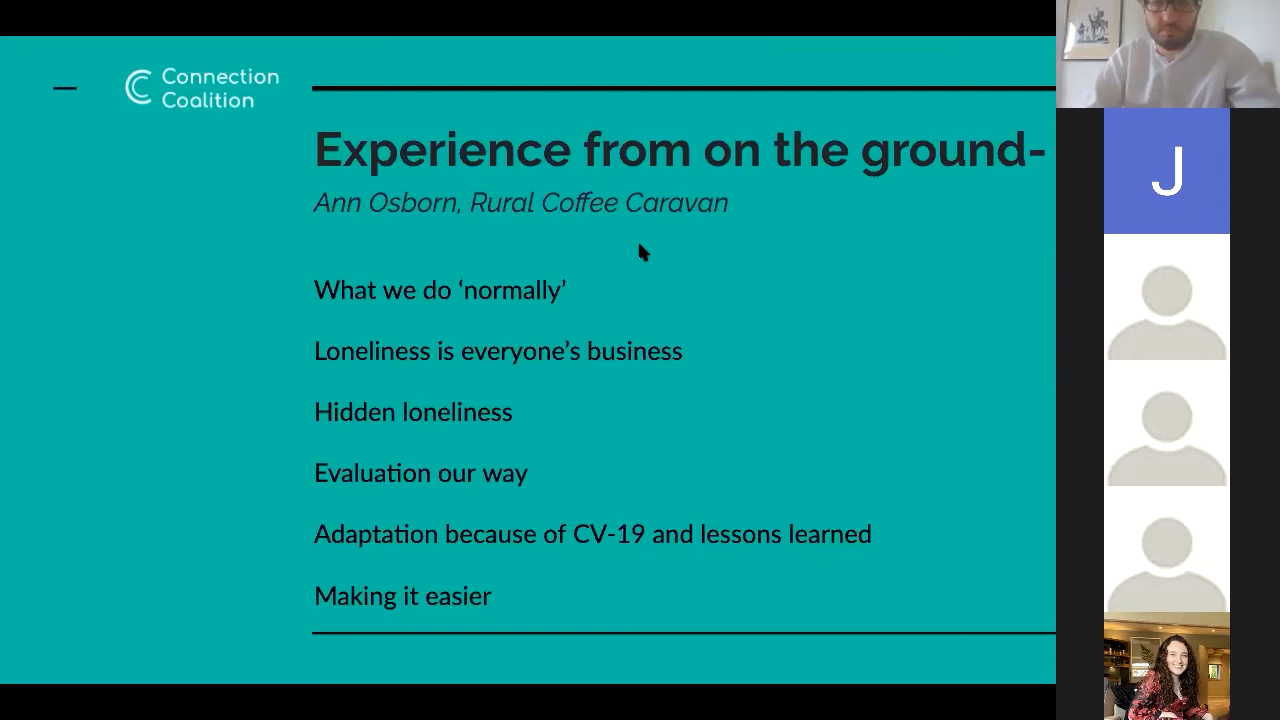 Connection
Coalition
Experience from on the ground-
Ann Osborn, Rural Coffee Caravan
What we do ‘normally’
Loneliness is everyone’s business
Hidden loneliness
Evaluation our way
Adaptation because of CV-19 and lessons learned
Making it easier
J